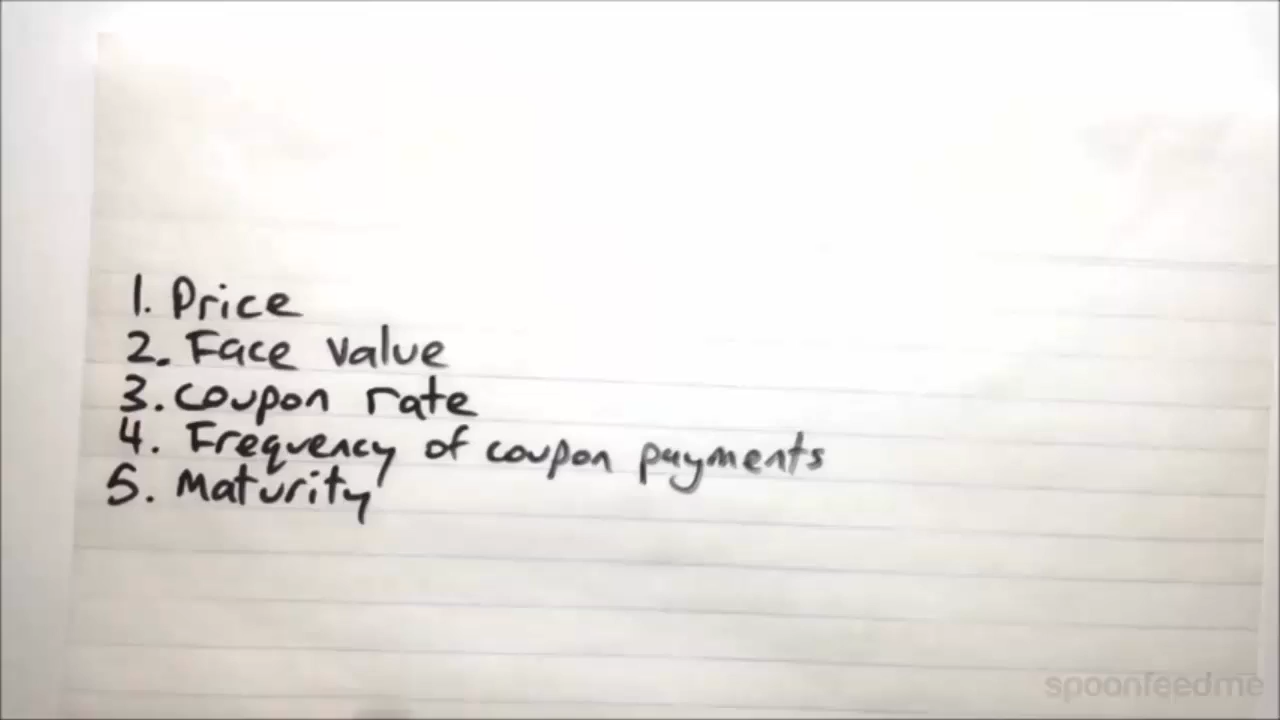 1. Price
2. Face value
3. coupon rate
4. Frequency of coupon payments
5. Maturity
spoonfeedme